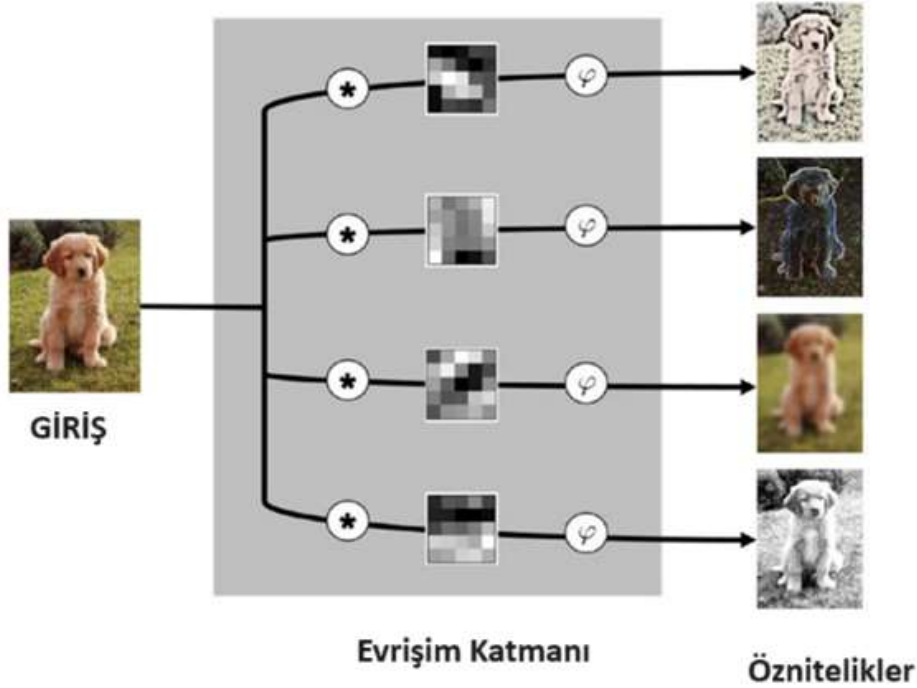 *
φ
*
φ
*
φ
*
φ
GİRİŞ
Evrişim Katmanı
Öznitelikler